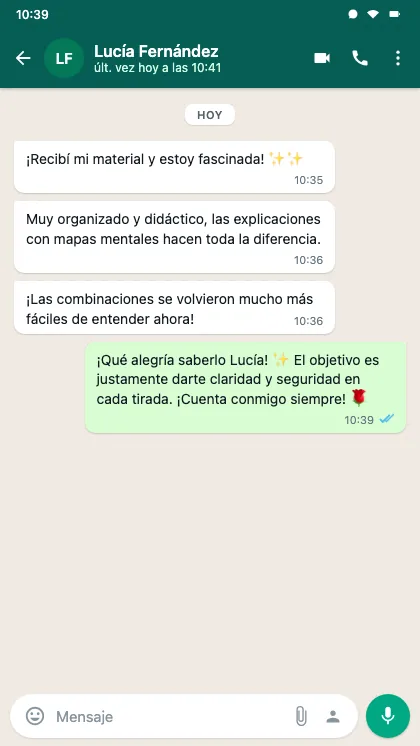 10:39
LF
Lucía Fernández
últ. vez hoy a las 10:41
HOY
¡Recibí mi material y estoy fascinada! ✨✨
10:35
Muy organizado y didáctico, las explicaciones
con mapas mentales hacen toda la diferencia.
10:36
¡Las combinaciones se volvieron mucho más
fáciles de entender ahora!
10:36
¡Qué alegría saberlo Lucía! ✨ El objetivo es
justamente darte claridad y seguridad en
cada tirada. ¡Cuenta conmigo siempre! 🌹
10:39
Mensaje